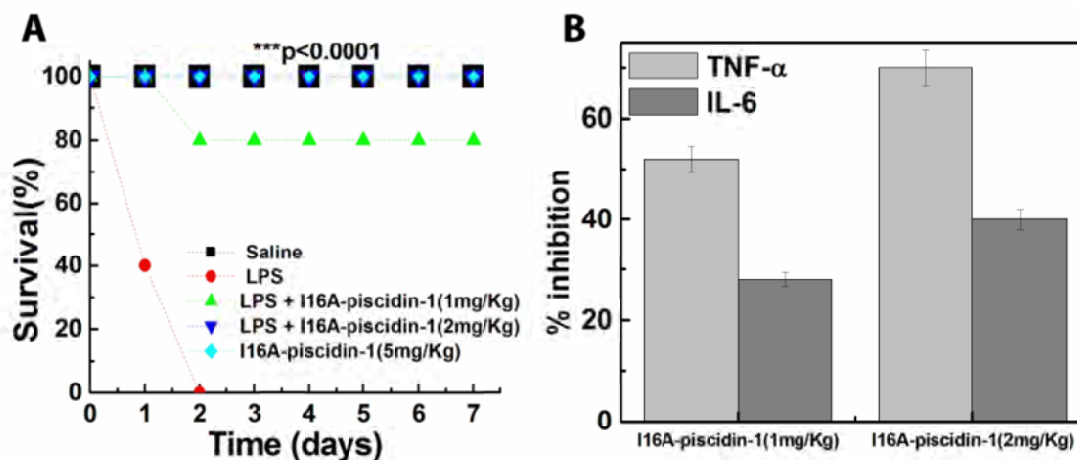 A
***p<0.0001
Survival(%)
100
80
60
40
20
0
Saline
LPS
LPS + I16A-piscidin-1(1mg/Kg)
LPS + I16A-piscidin-1(2mg/Kg)
I16A-piscidin-1(5mg/Kg)
0 1 2 3 4 5 6 7
Time (days)
B
% inhibition
60
40
20
0
TNF-α
IL-6
I16A-piscidin-1(1mg/Kg) I16A-piscidin-1(2mg/Kg)